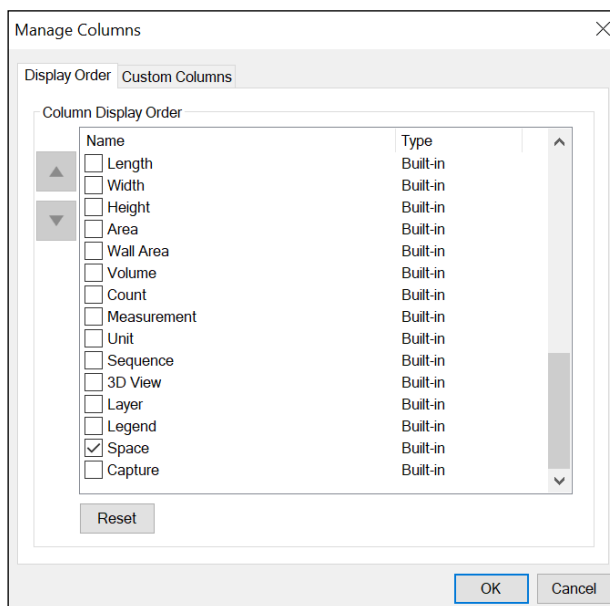 Manage Columns
Display Order Custom Columns
Column Display Order
Name Type
Length Built-in
Width Built-in
Height Built-in
Area Built-in
Wall Area Built-in
Volume Built-in
Count Built-in
Measurement Built-in
Unit Built-in
Sequence Built-in
3D View Built-in
Layer Built-in
Legend Built-in
Space Built-in
Capture Built-in
Reset
OK Cancel